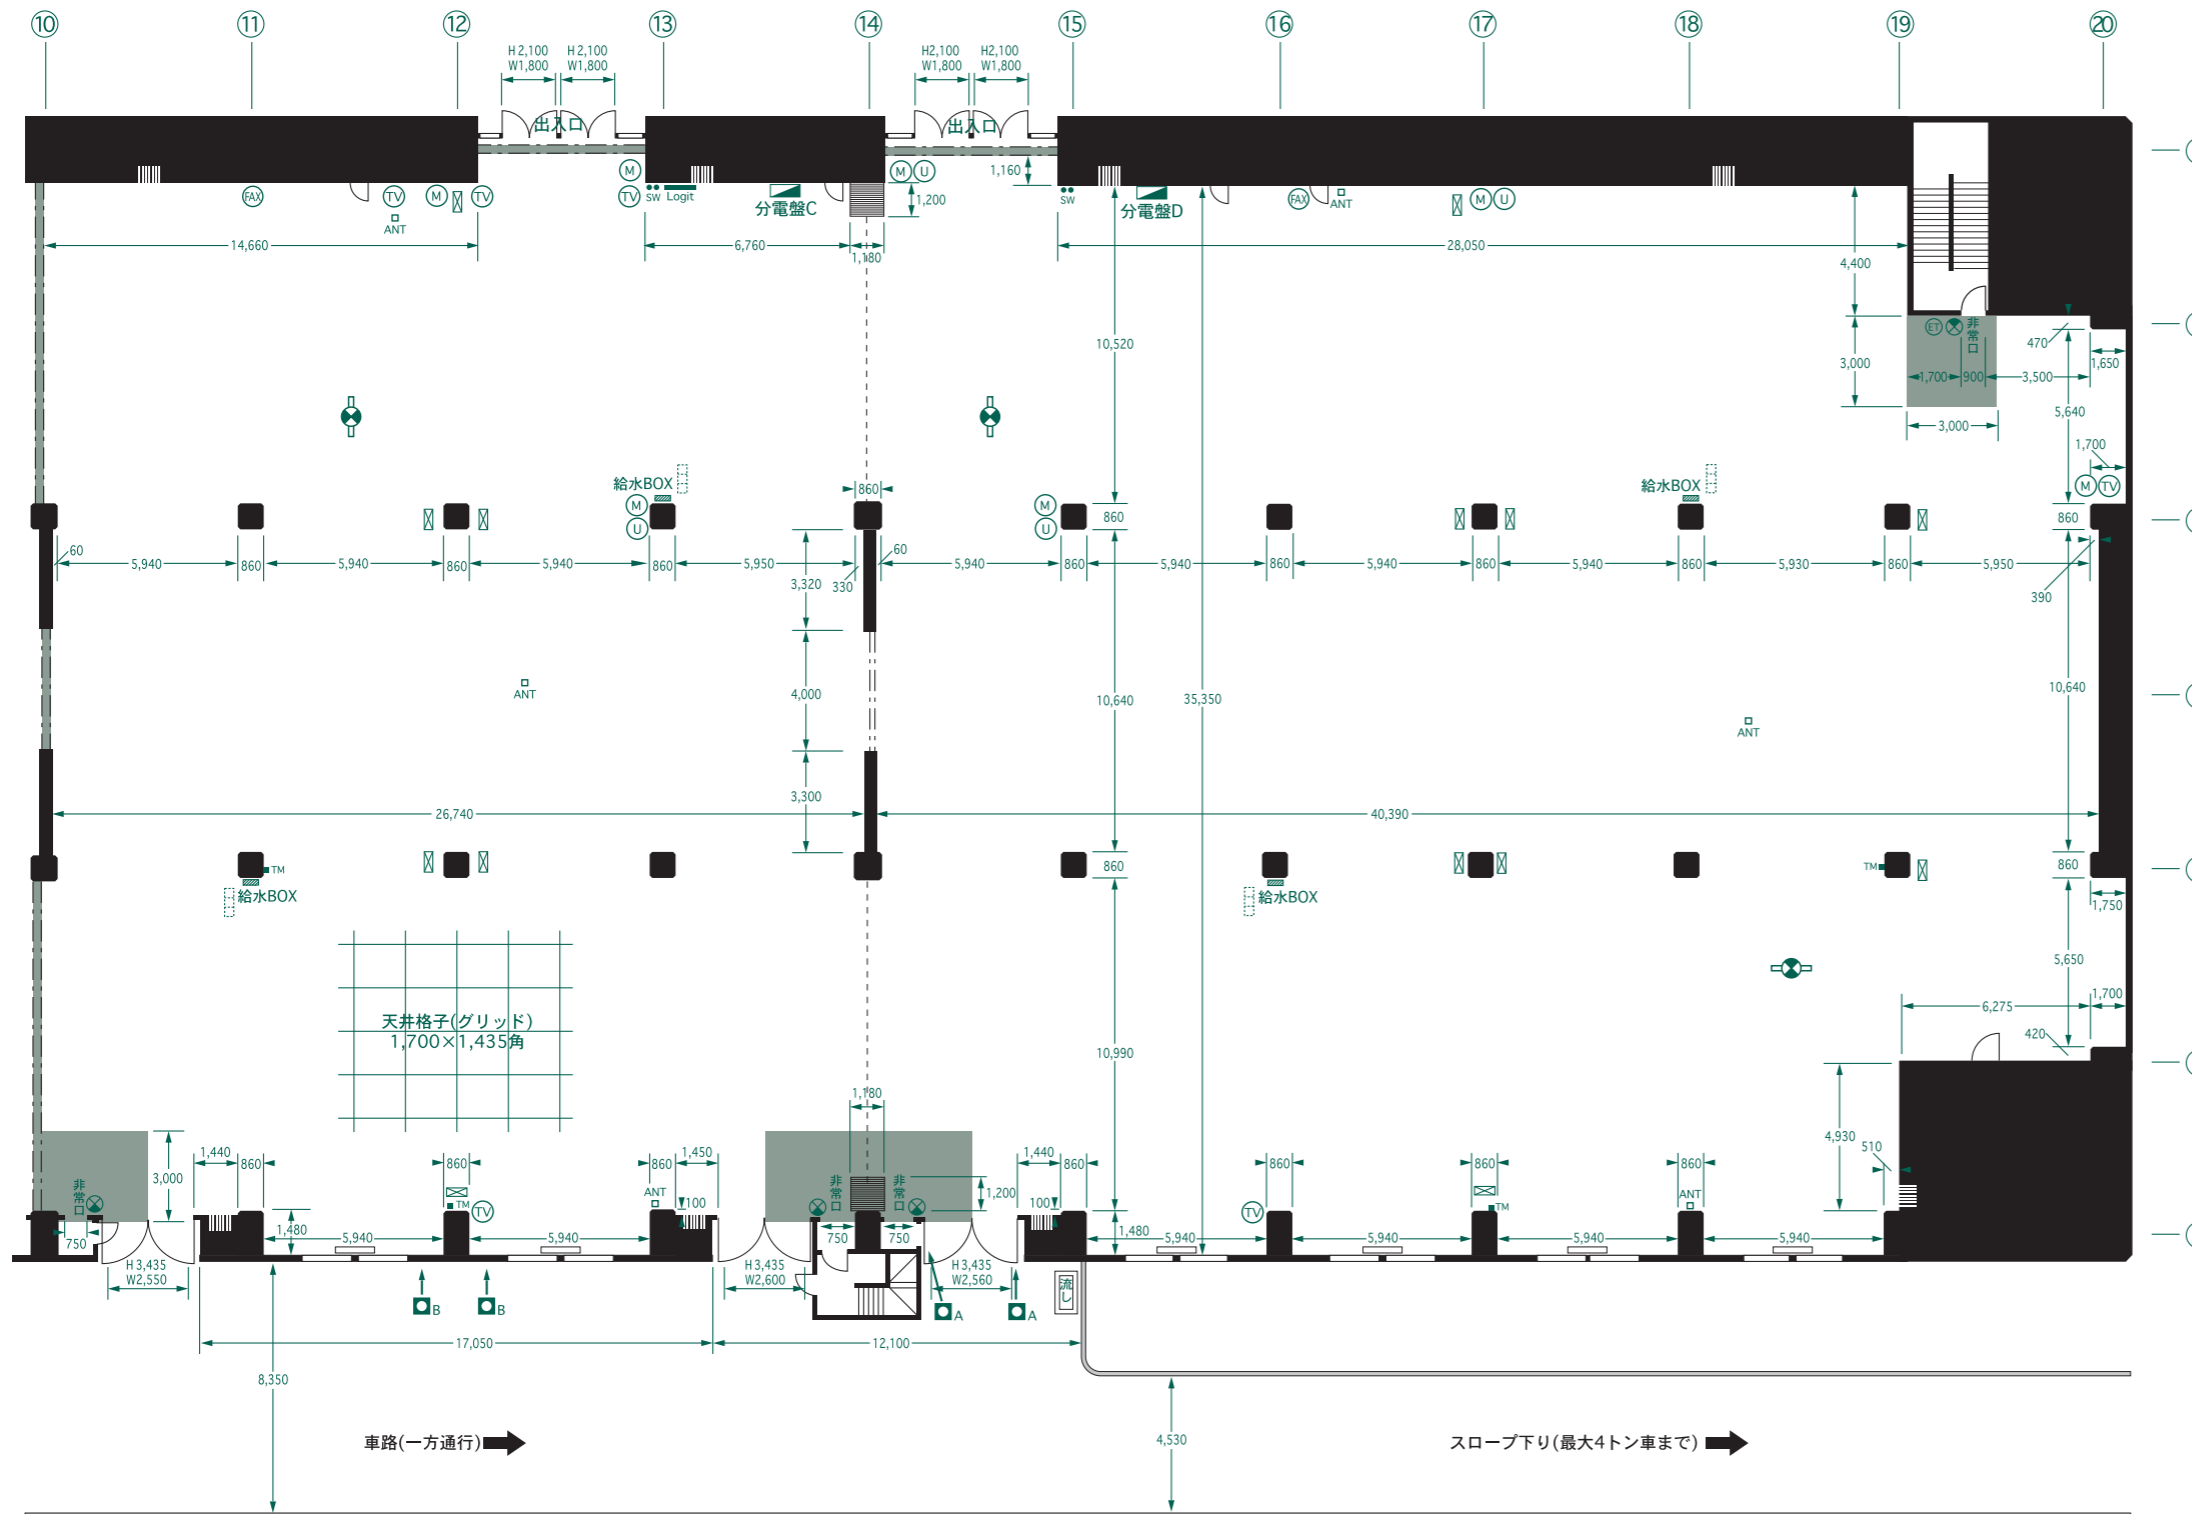 ⑩ ⑪ ⑫ ⑬ ⑭ ⑮ ⑯ ⑰ ⑱ ⑲ ⑳
H 2,100 H 2,100 H2,100 H2,100
W1,800 W1,800 W1,800 W1,800
出入口 出入口
M M U 1,160
FAX TV M TV TV SW Logit 分電盤C 1,200 SW 分電盤D FAX ANT M U
ANT
14,660 6,760 1,180 28,050
4,400
ET 非常口
10,520 470
3,000 1,650
1,700 900 3,500
5,640
3,000
1,700
給水BOX 給水BOX
M 860 M M TV
U 860 U 860
60 60
5,940 860 5,940 860 5,940 860 5,950 5,940 860 5,940 860 5,940 860 5,940 860 5,930 860 5,950
3,320 330 390
ANT 4,000 10,640 35,350 10,640
ANT
3,300
26,740 40,390
TM 860 TM 860
給水BOX 給水BOX
1,750
5,650
1,700
6,275
天井格子(グリッド)
1,700×1,435角
420
10,990
1,180
4,930 510
1,440 860 860 860 1,450 1,440 860 860 860 860
3,000
非常口 ANT 非常口 非常口 1,200 ANT
TM TV 100 100 TV TM
1,480 1,480
750 5,940 5,940 750 750 5,940 5,940 5,940 5,940
H 3,435 H 3,435 H 3,435
W2,550 W2,600 W2,560
流し
B B A A
17,050 12,100
8,350
4,530
車路(一方通行)
スロープ下り(最大4トン車まで)